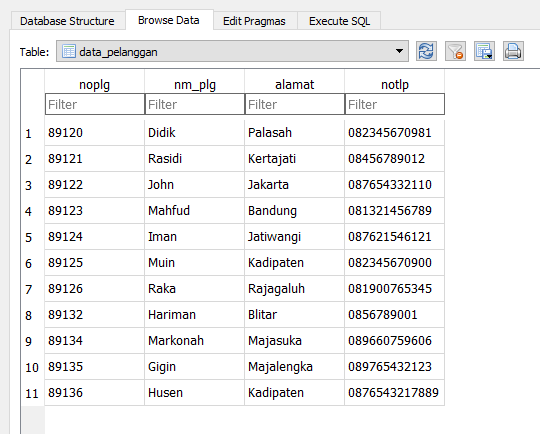 Database Structure Browse Data Edit Pragmas Execute SQL
Table: data_pelanggan
noplg nm_plg alamat notlp
Filter Filter Filter Filter
1 89120 Didik Palasah 082345670981
2 89121 Rasidi Kertajati 08456789012
3 89122 John Jakarta 087654332110
4 89123 Mahfud Bandung 081321456789
5 89124 Iman Jatiwangi 087621546121
6 89125 Muin Kadipaten 082345670900
7 89126 Raka Rajagaluh 081900765345
8 89132 Hariman Blitar 0856789001
9 89134 Markonah Majasuka 089660759606
10 89135 Gigin Majalengka 089765432123
11 89136 Husen Kadipaten 0876543217889